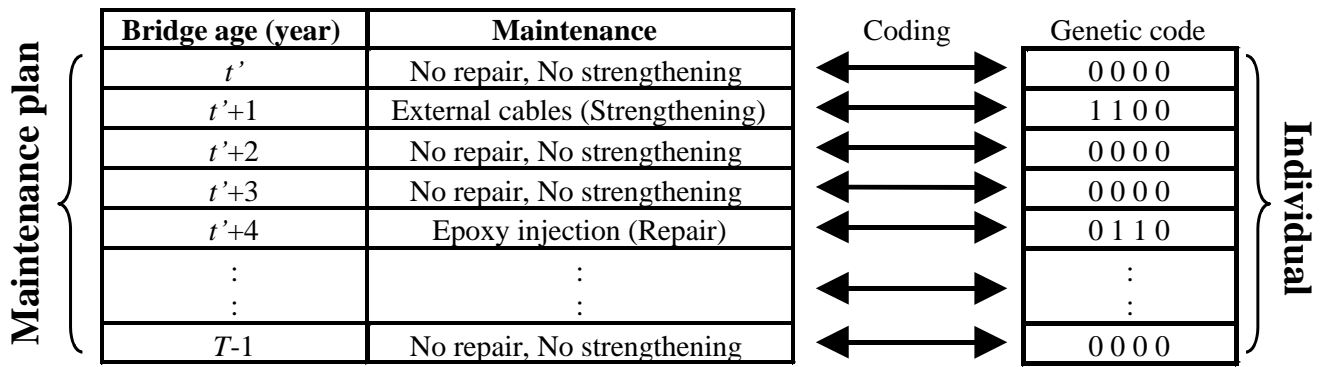 Bridge age (year) Maintenance Coding Genetic code
Maintenance plan
t’ No repair, No strengthening 0 0 0 0
t’+1 External cables (Strengthening) 1 1 0 0
t’+2 No repair, No strengthening 0 0 0 0
t’+3 No repair, No strengthening 0 0 0 0
t’+4 Epoxy injection (Repair) 0 1 1 0
: : :
: : :
T-1 No repair, No strengthening 0 0 0 0
Individual